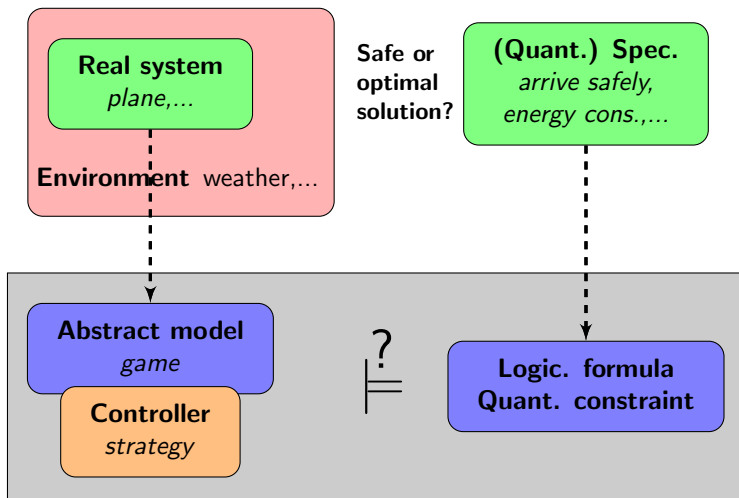 Real system
plane,...
Environment weather,...
Safe or
optimal
solution?
(Quant.) Spec.
arrive safely,
energy cons.,...
Abstract model
game
Controller
strategy
?
⊨
Logic. formula
Quant. constraint